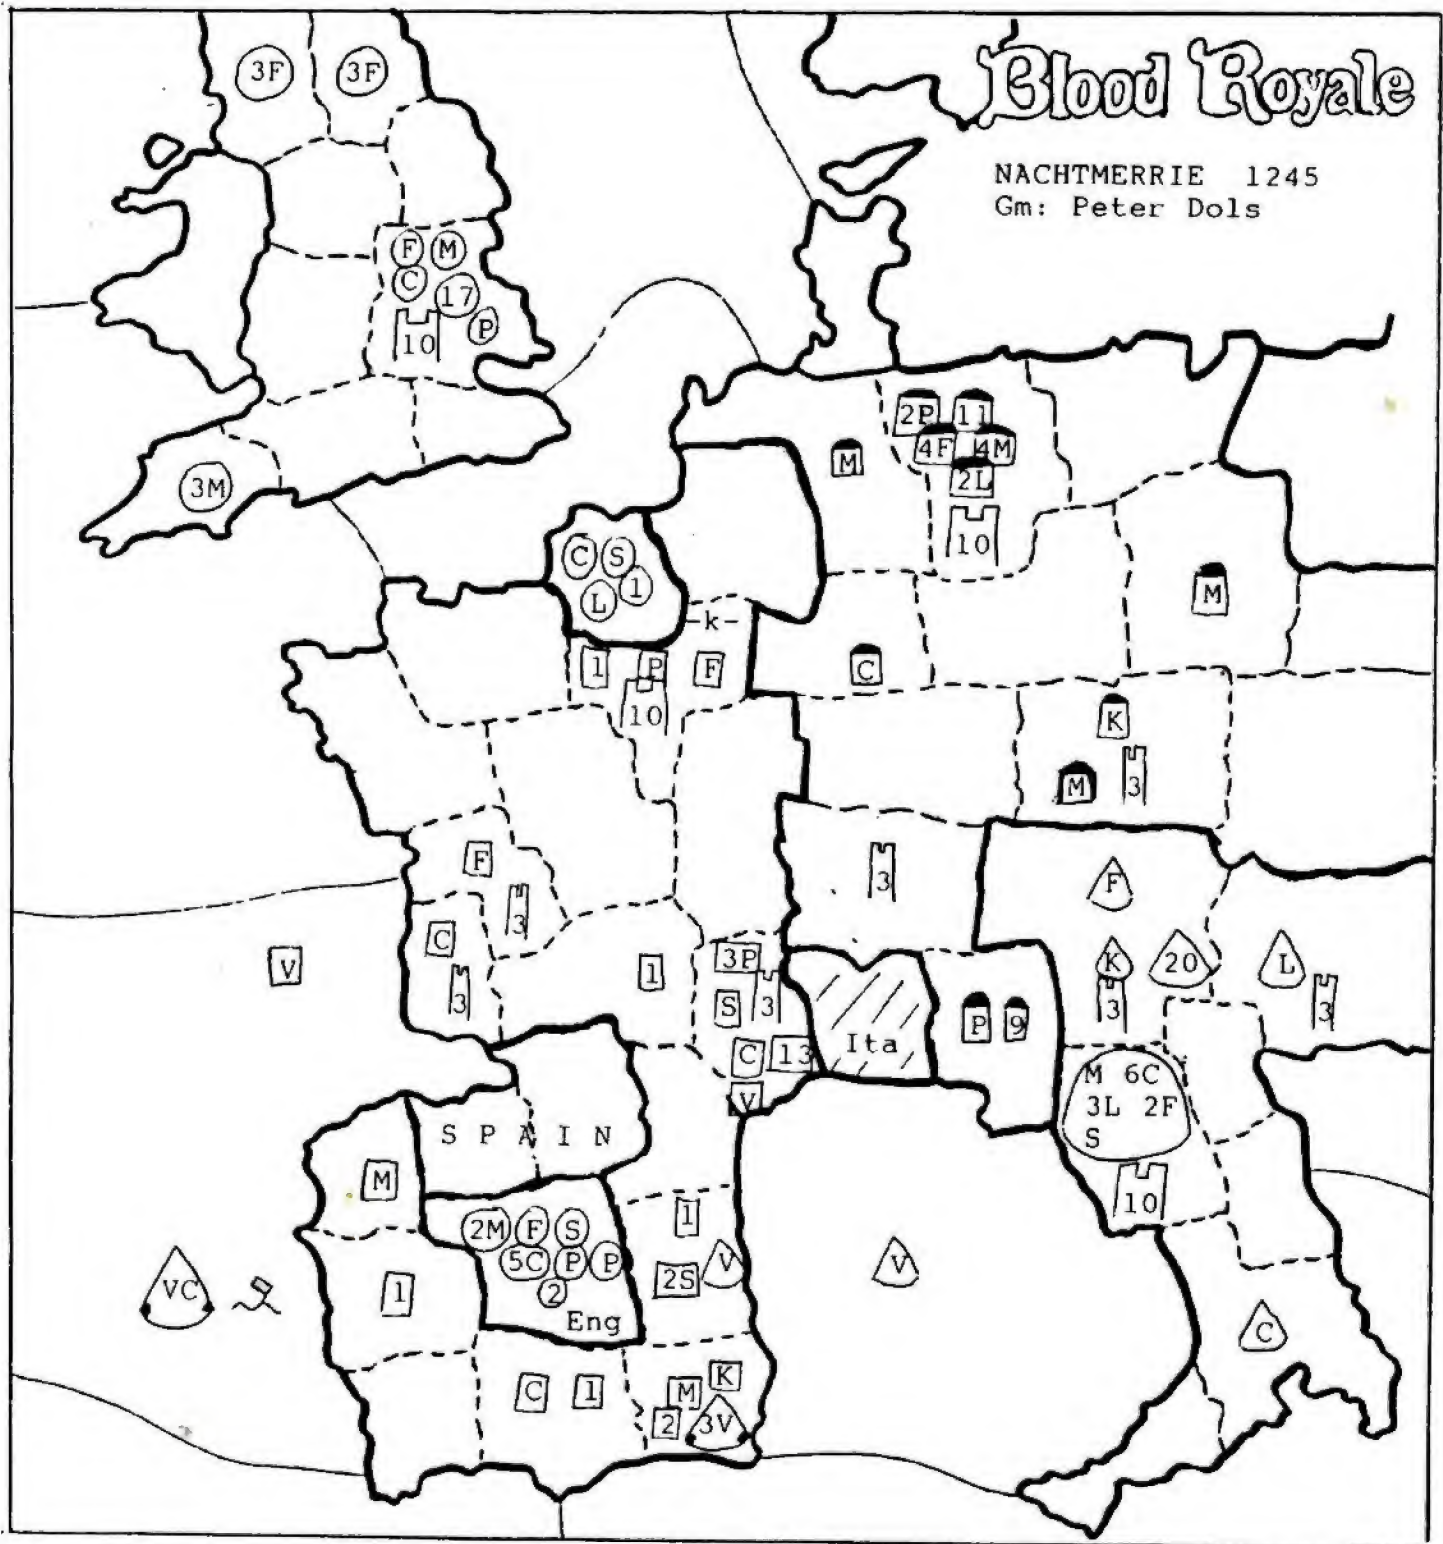 Blood Royale
NACHTMERRIE 1245
Gm: Peter Dols
3F 3F
F M
C 17
10 P
3M
2P 11
4F 4M
M 2L
10
C S
L 1
M
-k-
1 P F
10
C
K
M 3
F
3
3
F
C
3
V
1
3P
S 3
C 13
V
Ita
P 9
K 20 L
3 3
M 6C
3L 2F
S
10
SPAIN
M
2M F S
5C P P
2
Eng
1
2S V
V
VC
1
C
C 1
M K
2 3V